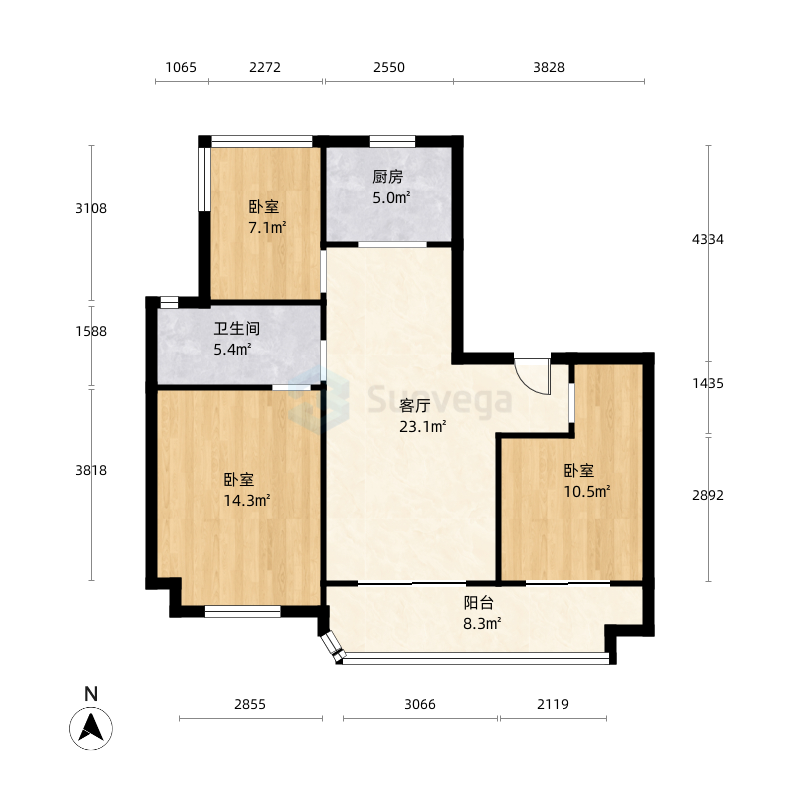 1065
2272
2550
3828
3108
1588
3818
4334
1435
2892
厨房
5.0㎡
卧室
7.1㎡
卫生间
5.4㎡
Sunvega
客厅
23.1㎡
卧室
14.3㎡
卧室
10.5㎡
阳台
8.3㎡
N
2855
3066
2119